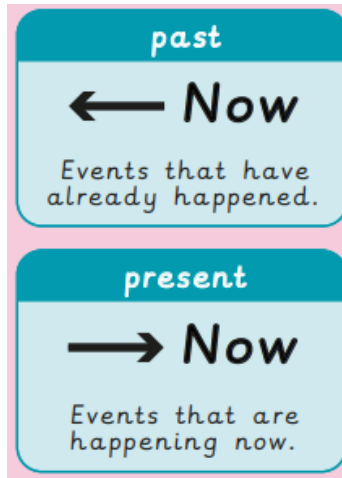 past
Now
Events that have
already happened.
present
Now
Events that are
happening now.